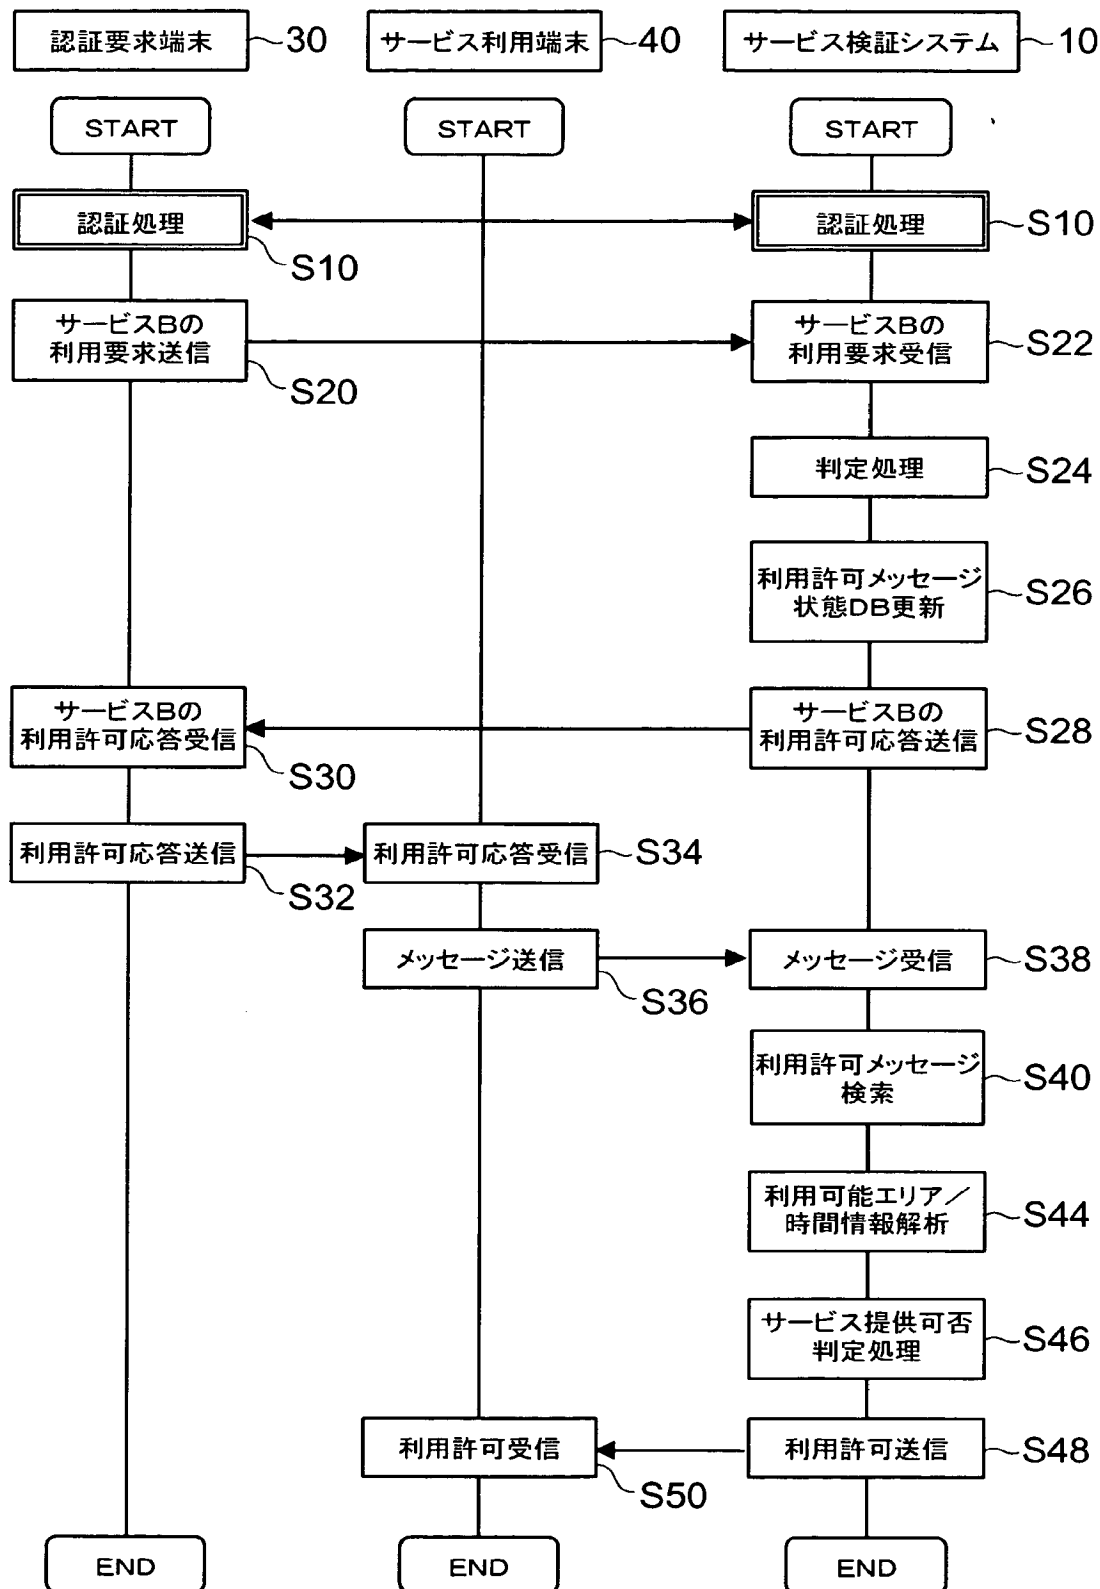 認証要求端末 30
サービス利用端末 40
サービス検証システム 10
START
START
START
認証処理
認証処理
S10
S10
サービスBの
利用要求送信
サービスBの
利用要求受信
S22
S20
判定処理
S24
利用許可メッセージ
状態DB更新
S26
サービスBの
利用許可応答受信
サービスBの
利用許可応答送信
S28
S30
利用許可応答送信
利用許可応答受信
S34
S32
メッセージ送信
メッセージ受信
S38
S36
利用許可メッセージ
検索
S40
利用可能エリア/
時間情報解析
S44
サービス提供可否
判定処理
S46
利用許可受信
利用許可送信
S48
S50
END
END
END